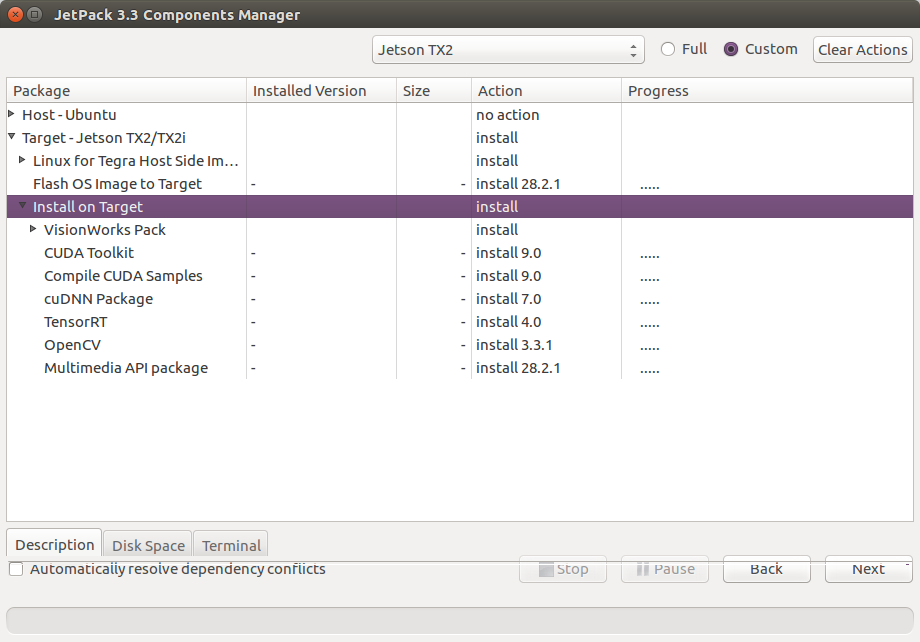 JetPack 3.3 Components Manager
Jetson TX2 Full Custom Clear Actions
Package Installed Version Size Action Progress
Host - Ubuntu no action
Target - Jetson TX2/TX2i install
Linux for Tegra Host Side Im... install
Flash OS Image to Target - - install 28.2.1 .....
Install on Target install
VisionWorks Pack install
CUDA Toolkit - - install 9.0 .....
Compile CUDA Samples - - install 9.0 .....
cuDNN Package - - install 7.0 .....
TensorRT - - install 4.0 .....
OpenCV - - install 3.3.1 .....
Multimedia API package - - install 28.2.1 .....
Description Disk Space Terminal
Automatically resolve dependency conflicts Stop Pause Back Next